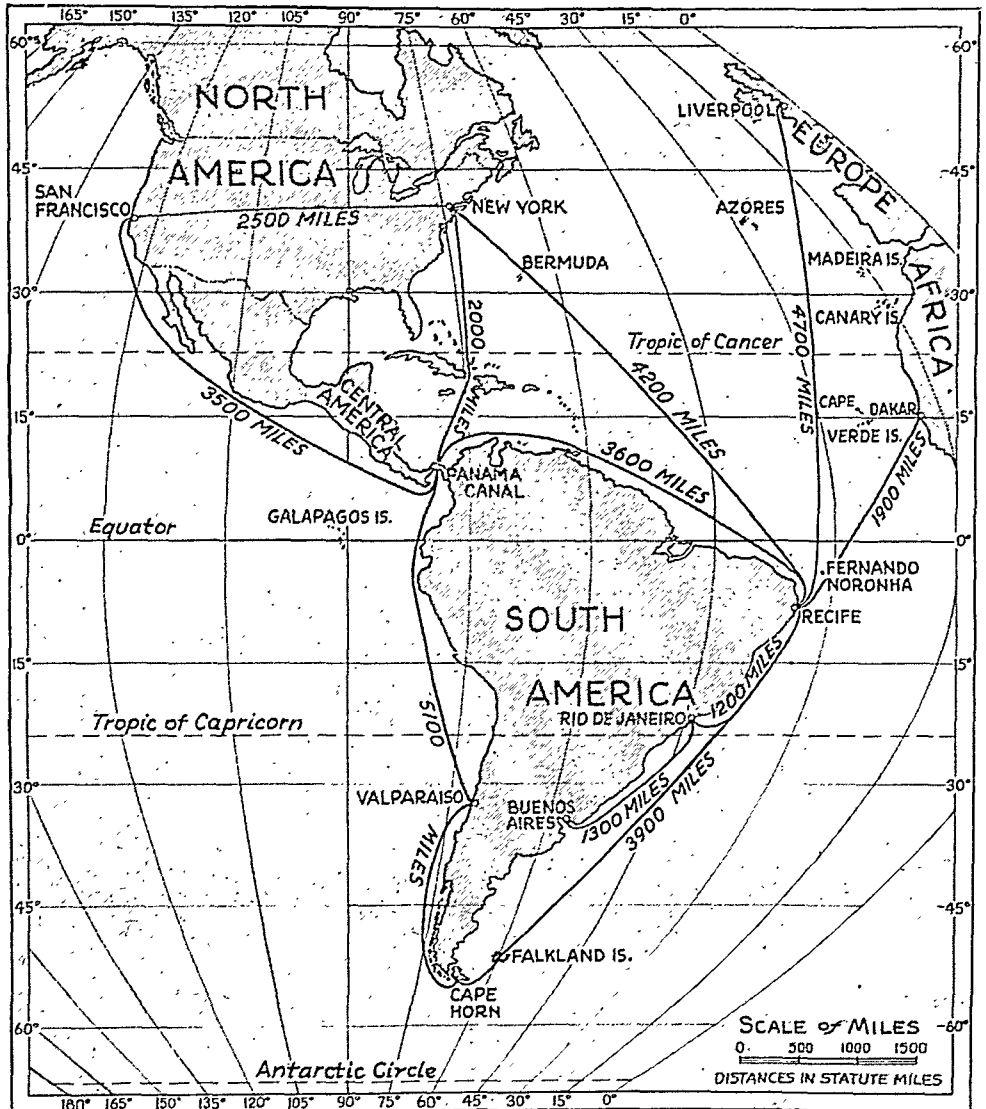 165° 150° 135° 120° 105° 90° 75° 60° 45° 30° 15° 0°
60° 60°
NORTH
AMERICA
LIVERPOOL
EUROPE
45° 45°
SAN
FRANCISCO
2500 MILES
NEW YORK
AZORES
BERMUDA
MADEIRA IS.
AFRICA
30° 30°
CANARY IS.
2000 MILES
Tropic of Cancer
4200 MILES
4700 MILES
CENTRAL
AMERICA
3500 MILES
CAPE
VERDE IS.
DAKAR
15° 15°
3600 MILES
1900 MILES
PANAMA
CANAL
GALAPAGOS IS.
Equator
0° 0°
FERNANDO
NORONHA
RECIFE
SOUTH
AMERICA
15° 15°
1200 MILES
RIO DE JANEIRO
Tropic of Capricorn
5100 MILES
30° 30°
VALPARAISO
BUENOS
AIRES
1300 MILES
3900 MILES
45° 45°
FALKLAND IS.
CAPE
HORN
60° 60°
SCALE of MILES
0 500 1000 1500
DISTANCES IN STATUTE MILES
Antarctic Circle
180° 165° 150° 135° 120° 105° 90° 75° 60° 45° 30° 15° 0°